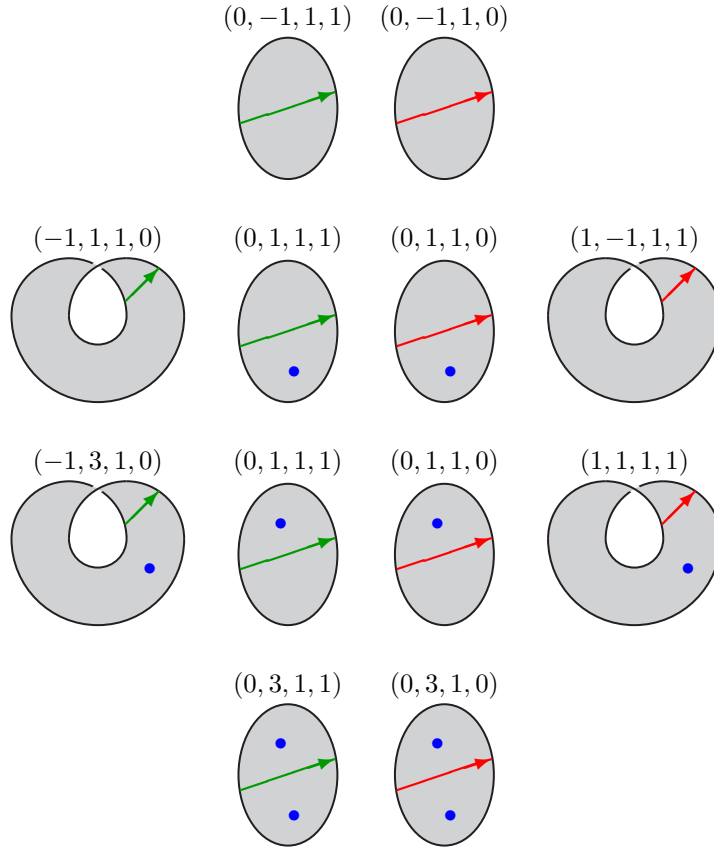 (0, −1, 1, 1) (0, −1, 1, 0)
(−1, 1, 1, 0) (0, 1, 1, 1) (0, 1, 1, 0) (1, −1, 1, 1)
(−1, 3, 1, 0) (0, 1, 1, 1) (0, 1, 1, 0) (1, 1, 1, 1)
(0, 3, 1, 1) (0, 3, 1, 0)